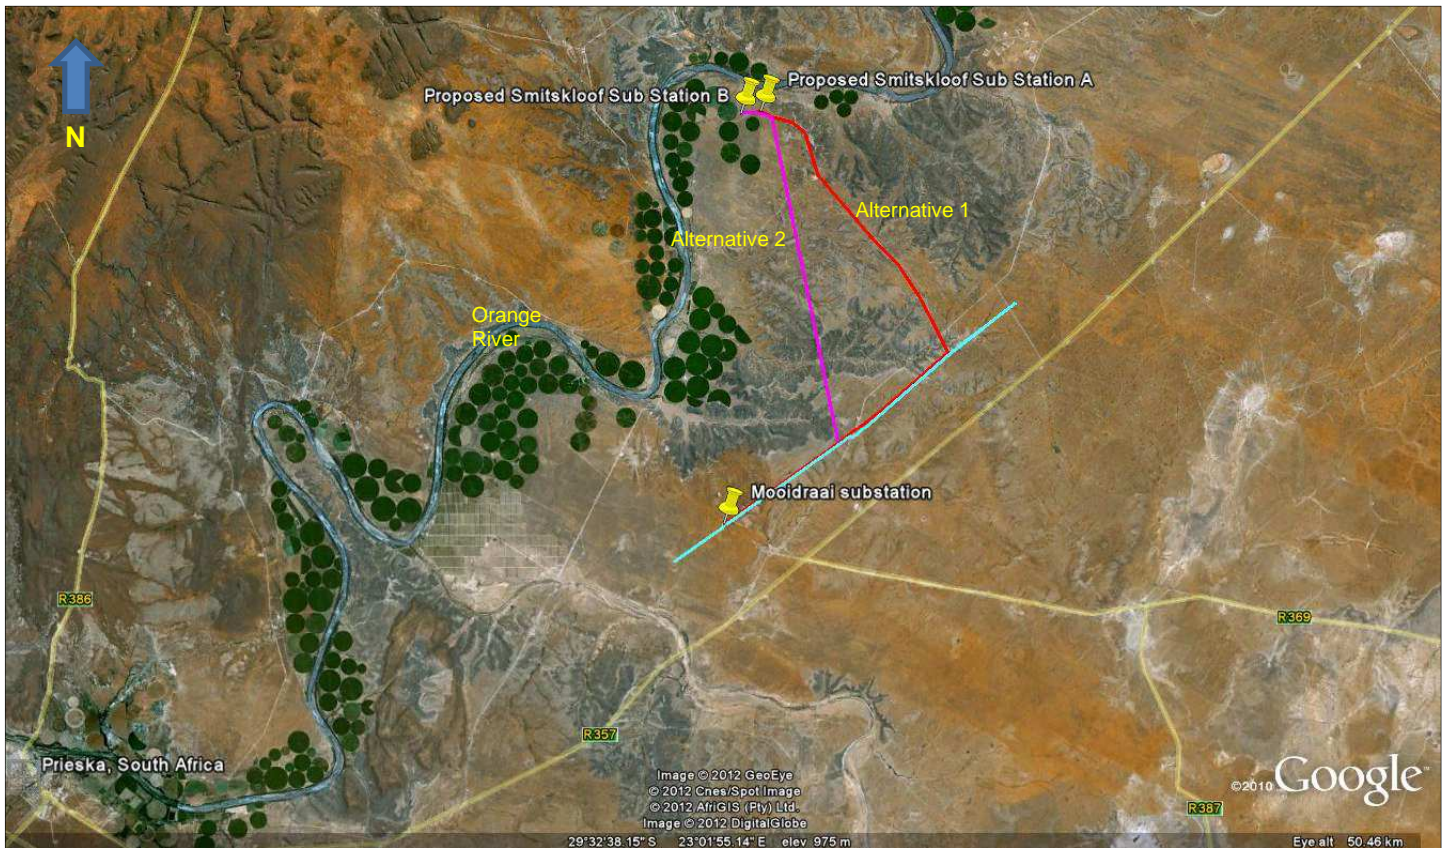 N
Proposed Smitskloof Sub Station B
Proposed Smitskloof Sub Station A
Alternative 1
Alternative 2
Orange
River
Mooidraai substation
R386
R369
R357
Prieska, South Africa
R387
Image © 2012 GeoEye
© 2012 Cnes/Spot Image
© 2012 AfriGIS (Pty) Ltd.
Image © 2012 DigitalGlobe
©2010 Google™
29°32'38.15" S 23°01'55.14" E elev 975 m
Eye alt 50.46 km